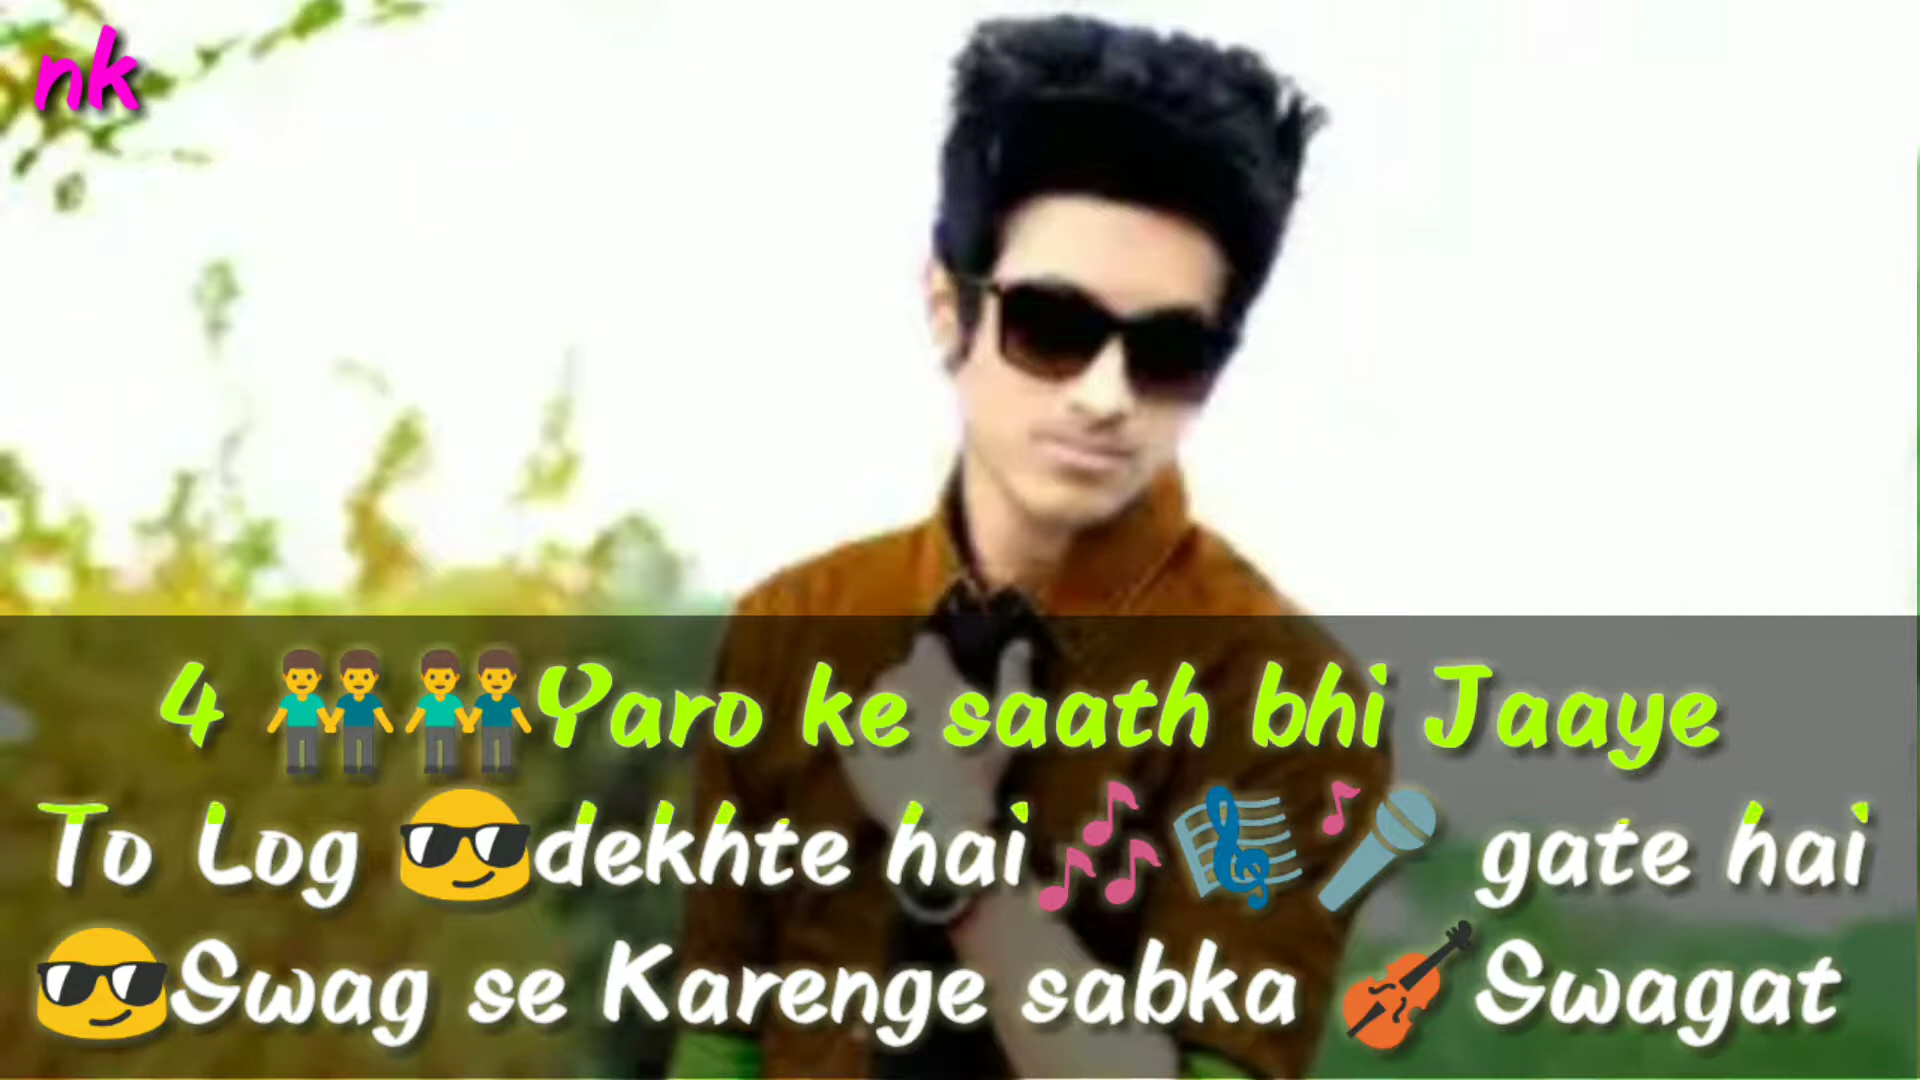 nk
4 👬👬Yaro ke saath bhi Jaaye
To Log 😎dekhte hai🎶🎼🎤 gate hai
😎Swag se Karenge sabka 🎻Swagat